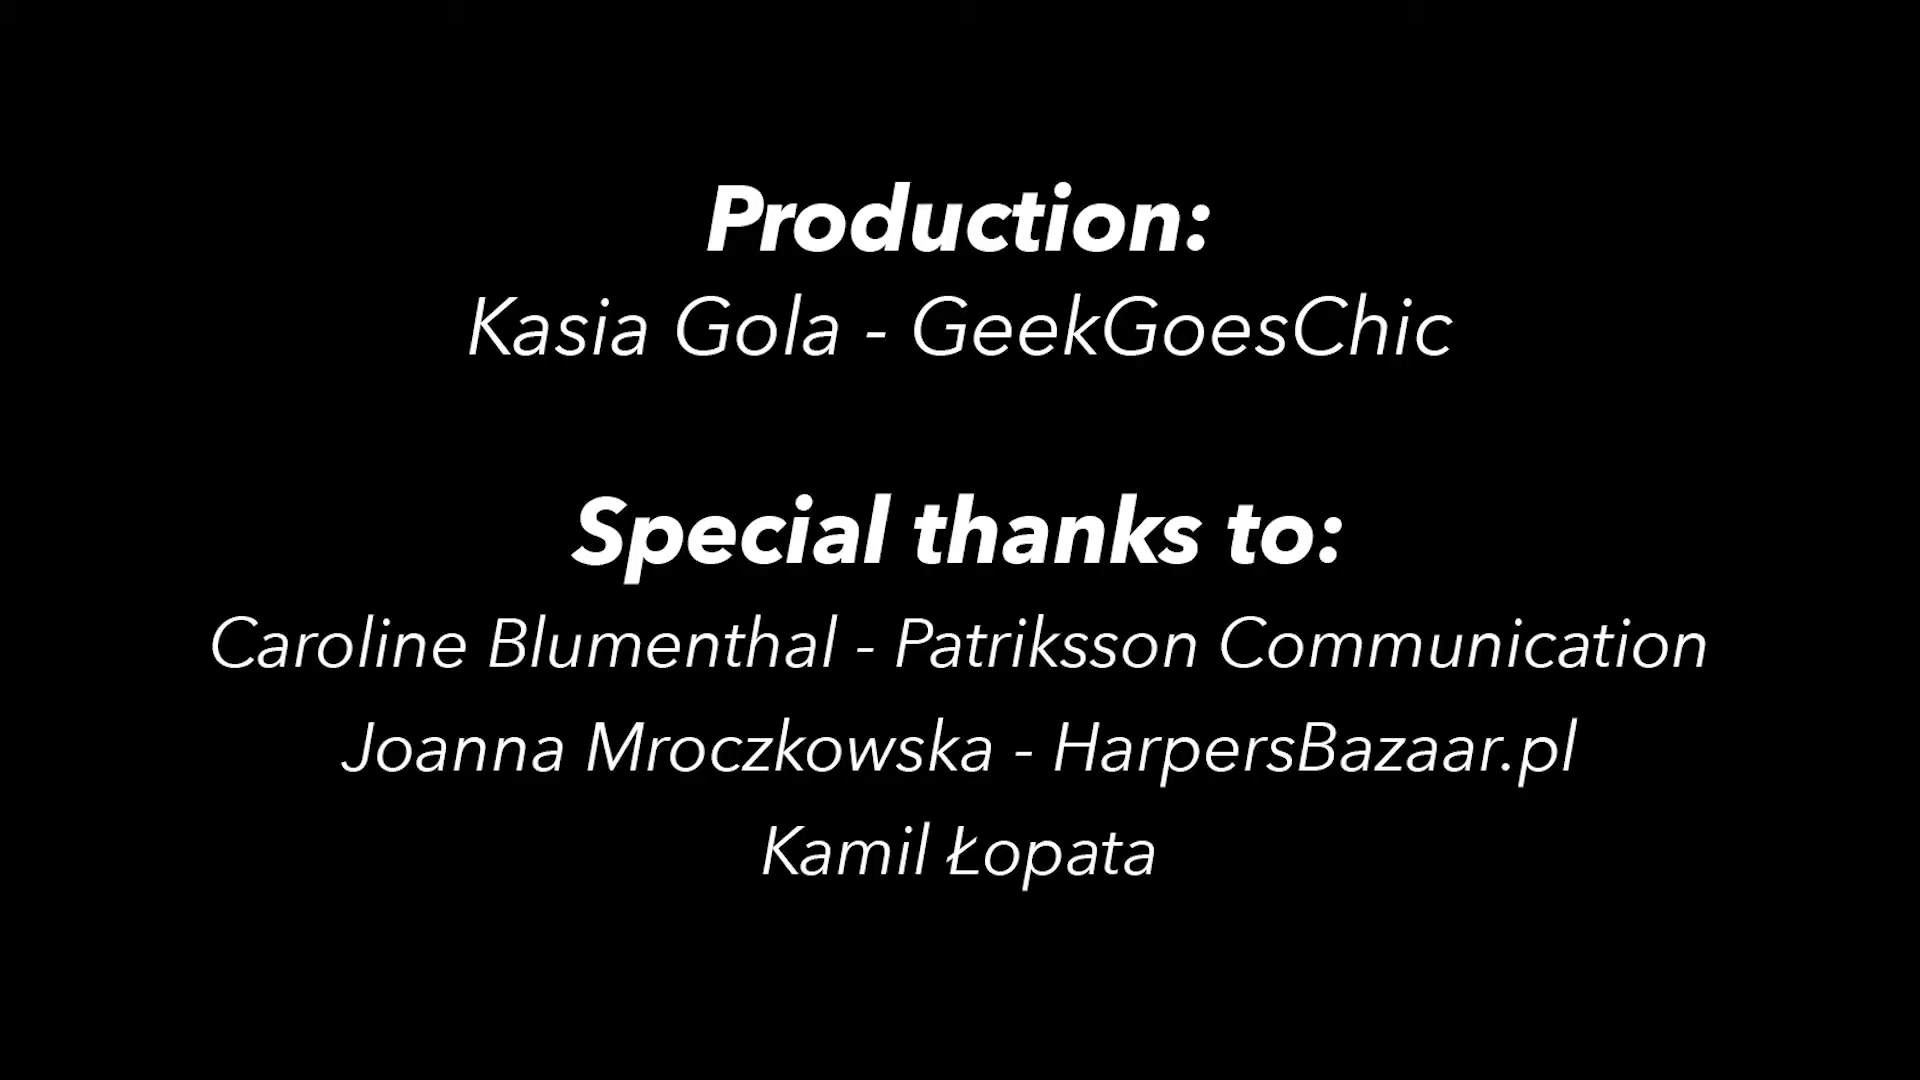 Production:
Kasia Gola - GeekGoesChic
Special thanks to:
Caroline Blumenthal - Patriksson Communication
Joanna Mroczkowska - HarpersBazaar.pl
Kamil Łopata